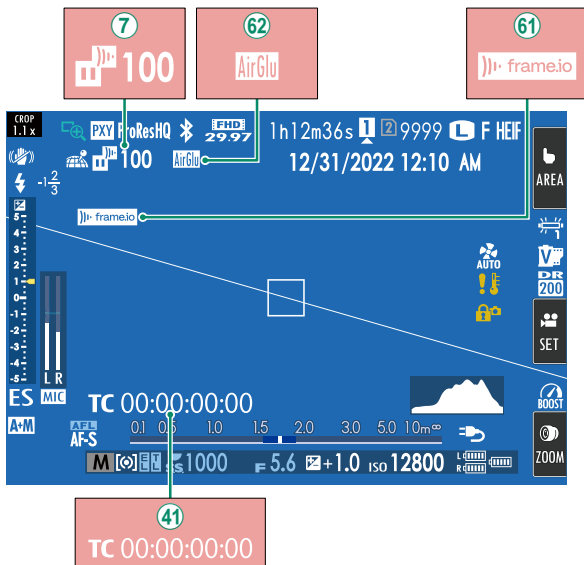 7 62 61
100 AirGlu frame.io
CROP 1.1 x PXY ProResHQ FHD 29.97 1h12m36s 1 2 9999 L F HEIF
100 AirGlu 12/31/2022 12:10 AM
AREA
-1 2/3
frame.io
5
4
3
2
1
0
-1
-2
-3
-4
-5
L R
AUTO
V
DR 200
SET
ES MIC
TC 00:00:00:00
BOOST
A+M
AFL AF-S 0.1 0.5 1.0 1.5 2.0 3.0 5.0 10m ∞
ZOOM
M E T S.S. 1000 F 5.6 +1.0 ISO 12800 L R
41
TC 00:00:00:00